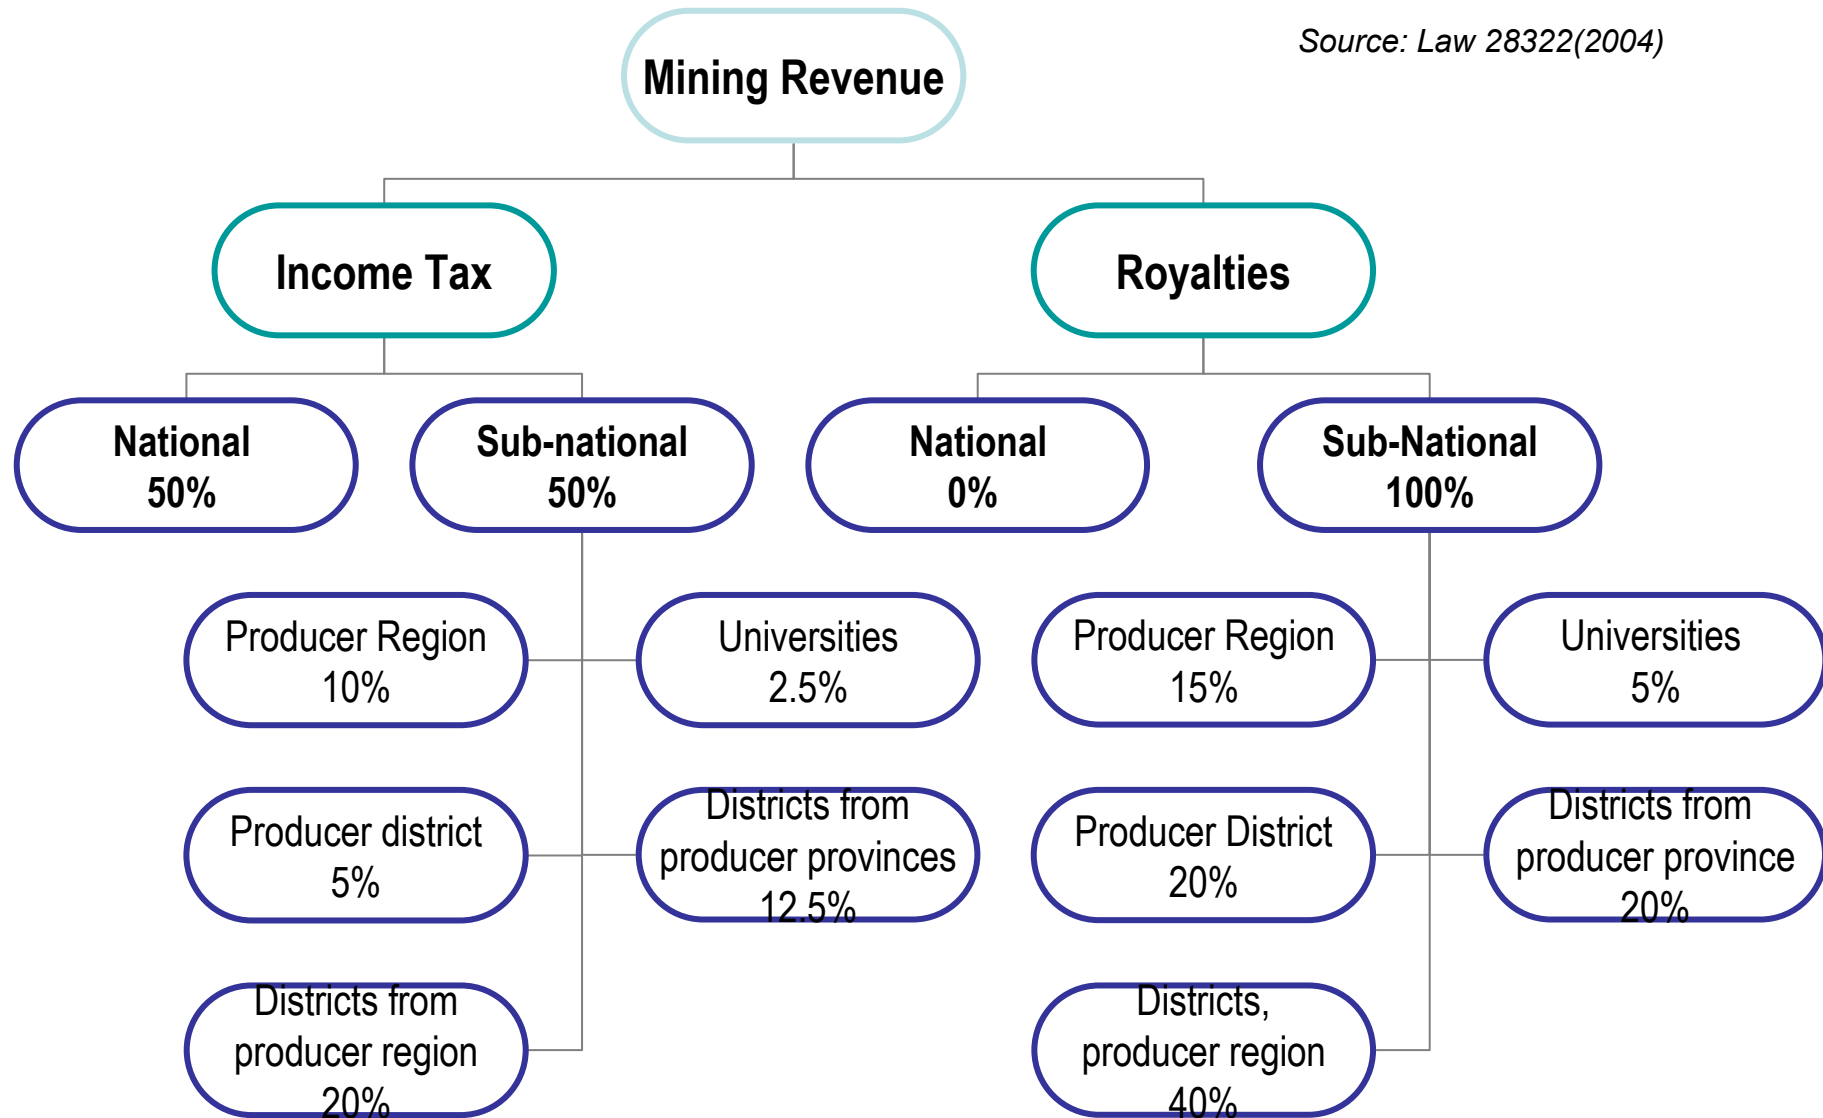 Source: Law 28322(2004)
Mining Revenue
Income Tax
Royalties
National
50%
Sub-national
50%
National
0%
Sub-National
100%
Producer Region
10%
Universities
2.5%
Producer Region
15%
Universities
5%
Producer district
5%
Districts from
producer provinces
12.5%
Producer District
20%
Districts from
producer province
20%
Districts from
producer region
20%
Districts,
producer region
40%